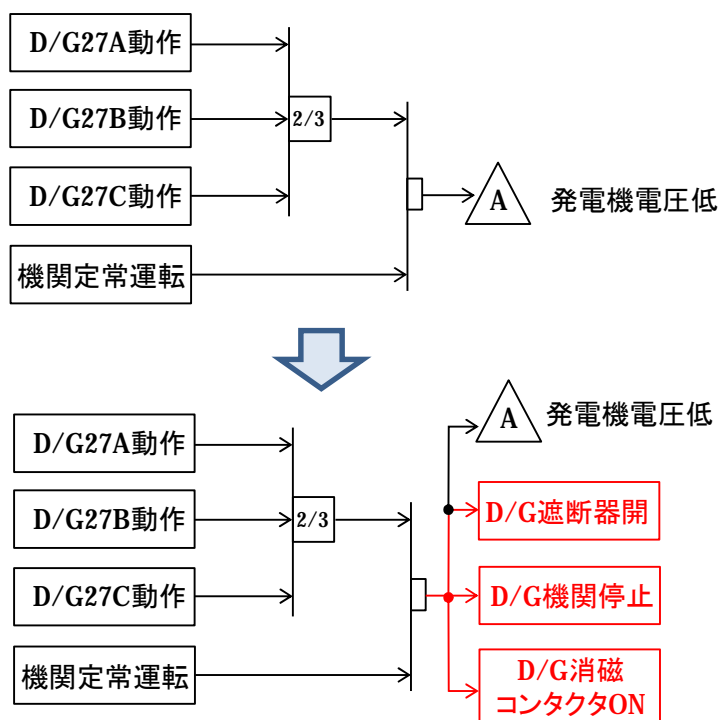 D/G27A動作
D/G27B動作
2/3
D/G27C動作
A
発電機電圧低
機関定常運転
A
発電機電圧低
D/G27A動作
D/G27B動作
2/3
D/G遮断器開
D/G27C動作
D/G機関停止
機関定常運転
D/G消磁
コンタクタON